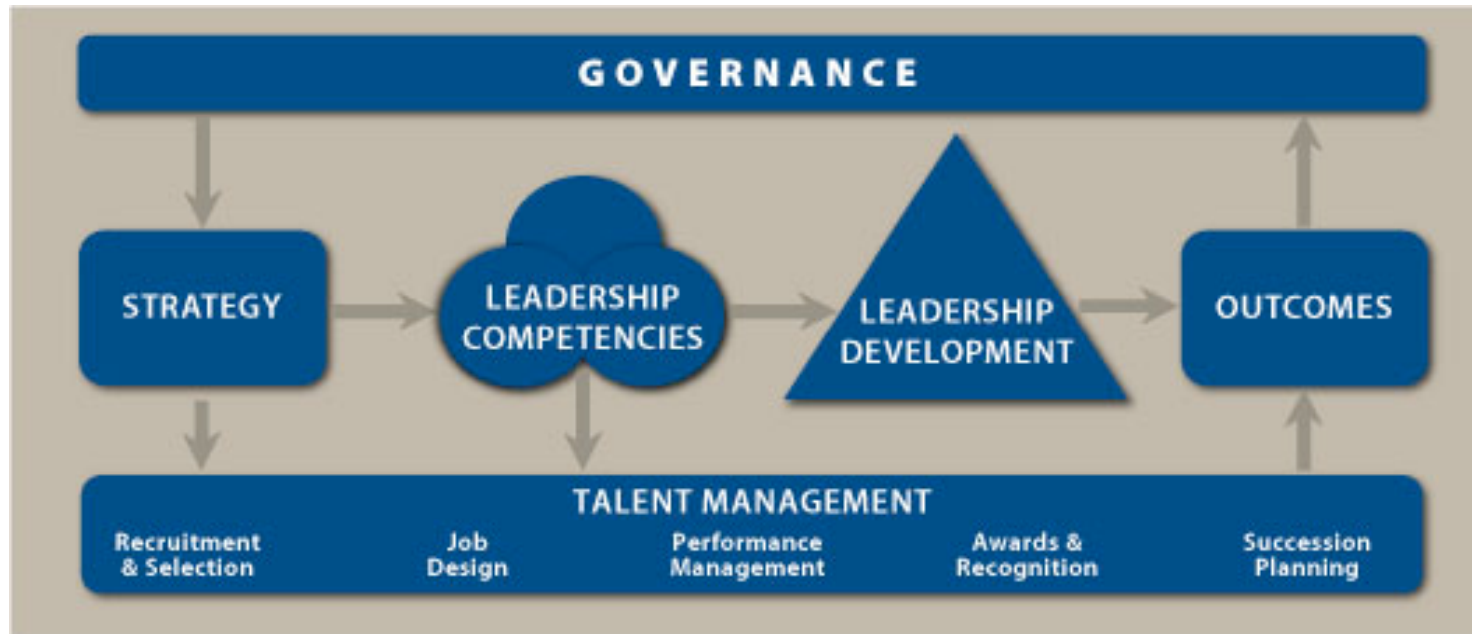 GOVERNANCE
STRATEGY
LEADERSHIP
COMPETENCIES
LEADERSHIP
DEVELOPMENT
OUTCOMES
TALENT MANAGEMENT
Recruitment
& Selection
Job
Design
Performance
Management
Awards &
Recognition
Succession
Planning